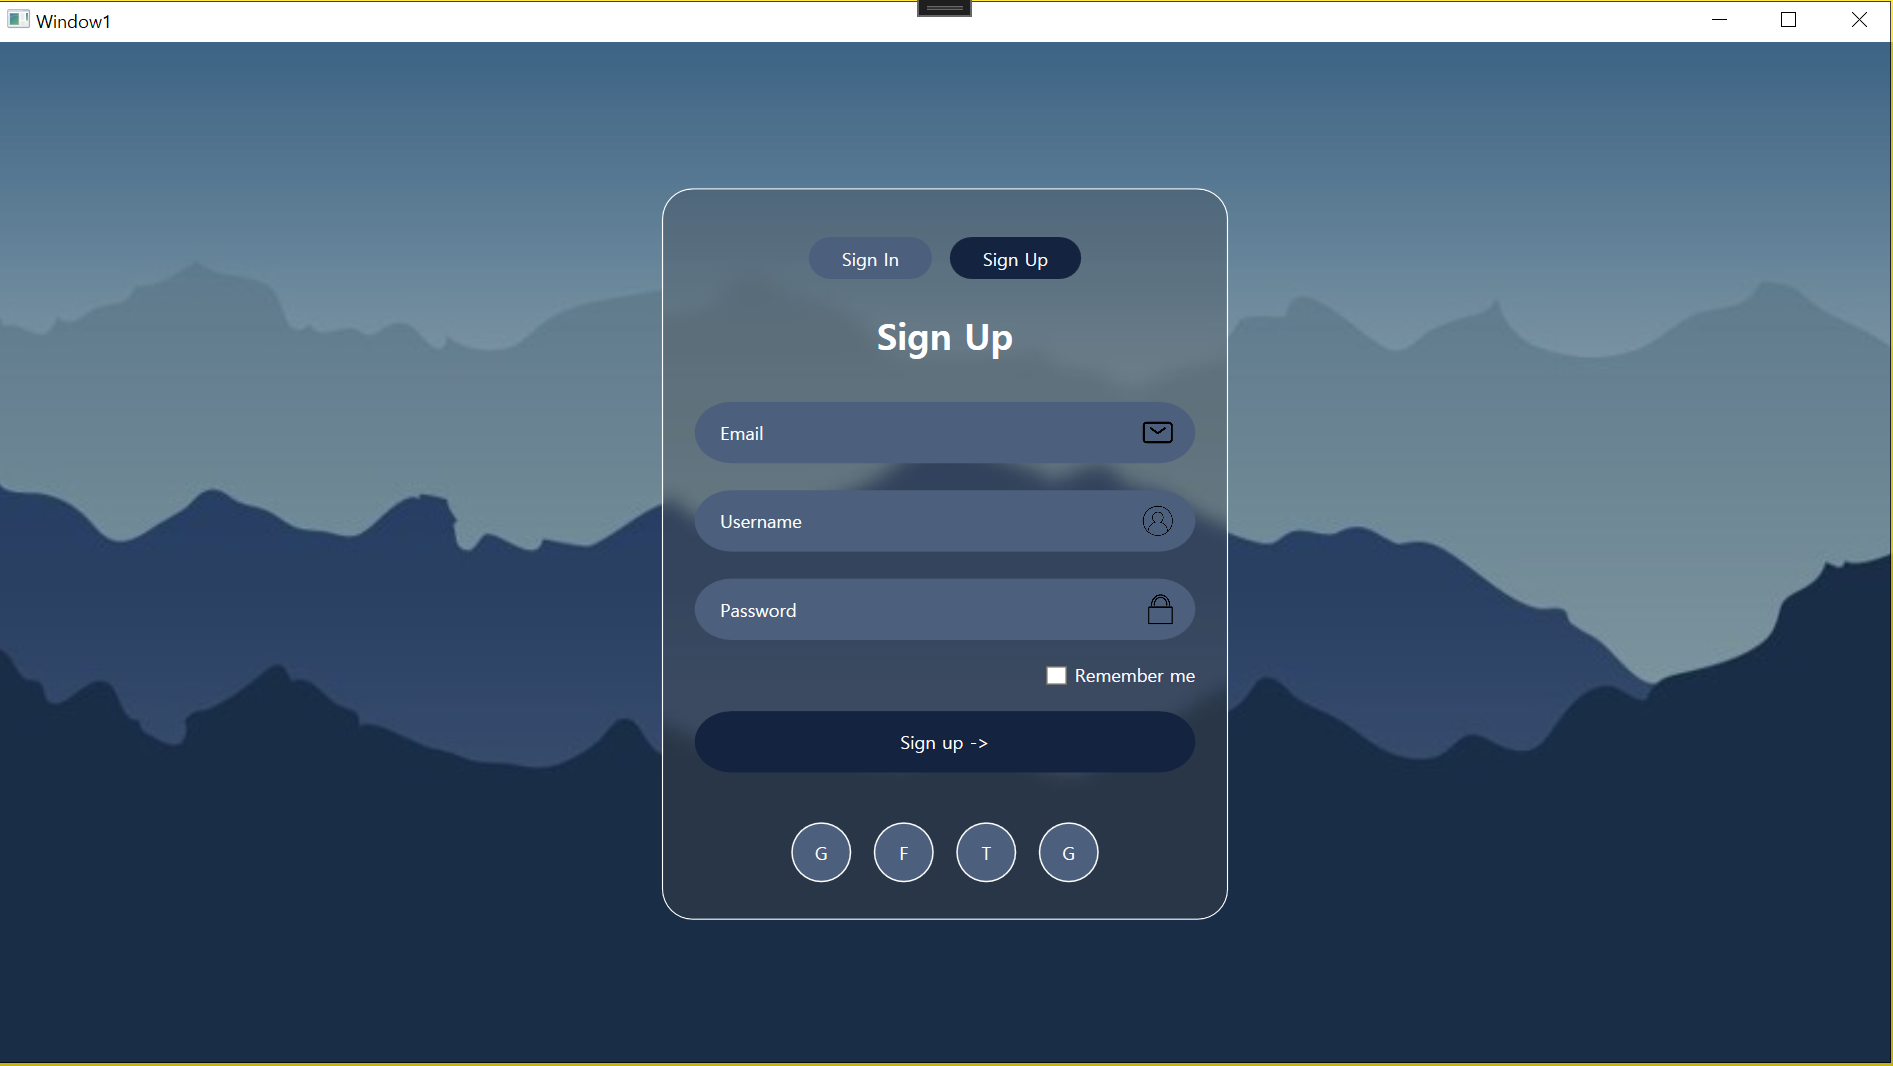 Window1
Sign In
Sign Up
Sign Up
Email
Username
Password
Remember me
Sign up ->
G
F
T
G